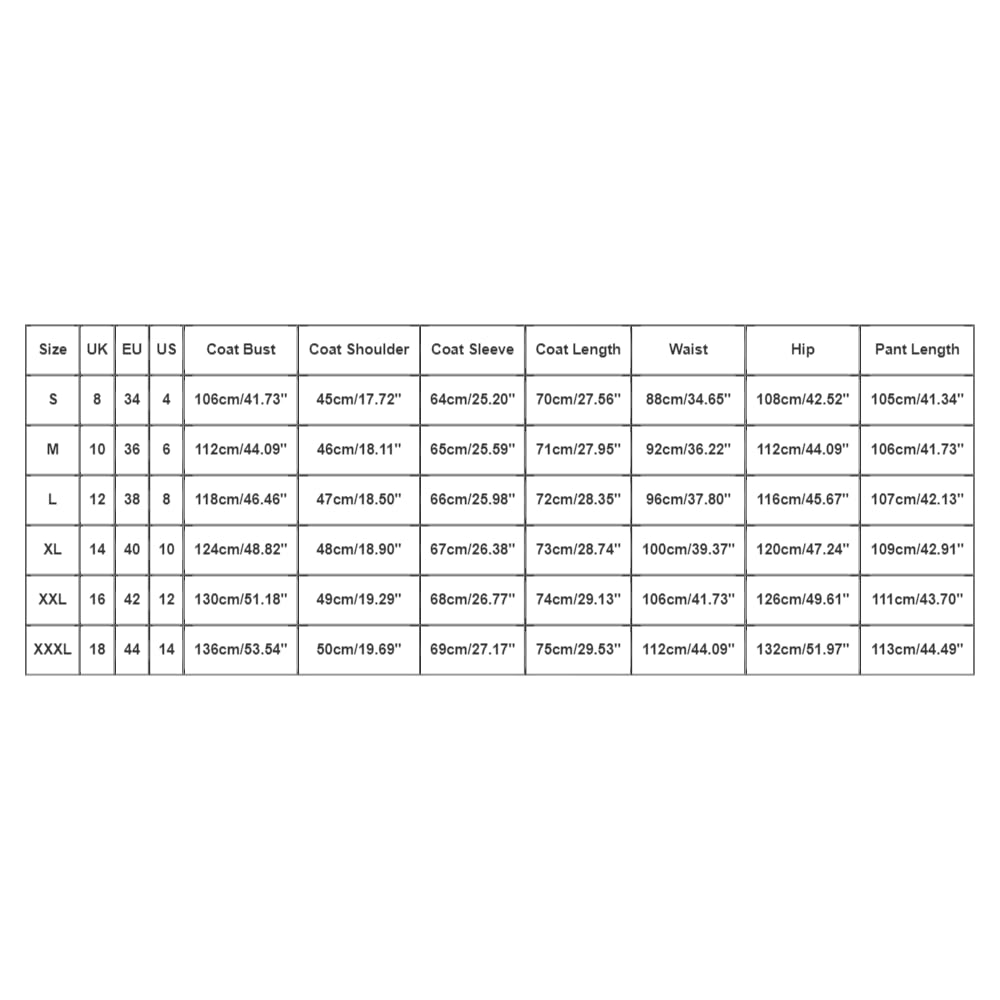 Size UK EU US Coat Bust Coat Shoulder Coat Sleeve Coat Length Waist Hip Pant Length
S 8 34 4 106cm/41.73" 45cm/17.72" 64cm/25.20" 70cm/27.56" 88cm/34.65" 108cm/42.52" 105cm/41.34"
M 10 36 6 112cm/44.09" 46cm/18.11" 65cm/25.59" 71cm/27.95" 92cm/36.22" 112cm/44.09" 106cm/41.73"
L 12 38 8 118cm/46.46" 47cm/18.50" 66cm/25.98" 72cm/28.35" 96cm/37.80" 116cm/45.67" 107cm/42.13"
XL 14 40 10 124cm/48.82" 48cm/18.90" 67cm/26.38" 73cm/28.74" 100cm/39.37" 120cm/47.24" 109cm/42.91"
XXL 16 42 12 130cm/51.18" 49cm/19.29" 68cm/26.77" 74cm/29.13" 106cm/41.73" 126cm/49.61" 111cm/43.70"
XXXL 18 44 14 136cm/53.54" 50cm/19.69" 69cm/27.17" 75cm/29.53" 112cm/44.09" 132cm/51.97" 113cm/44.49"